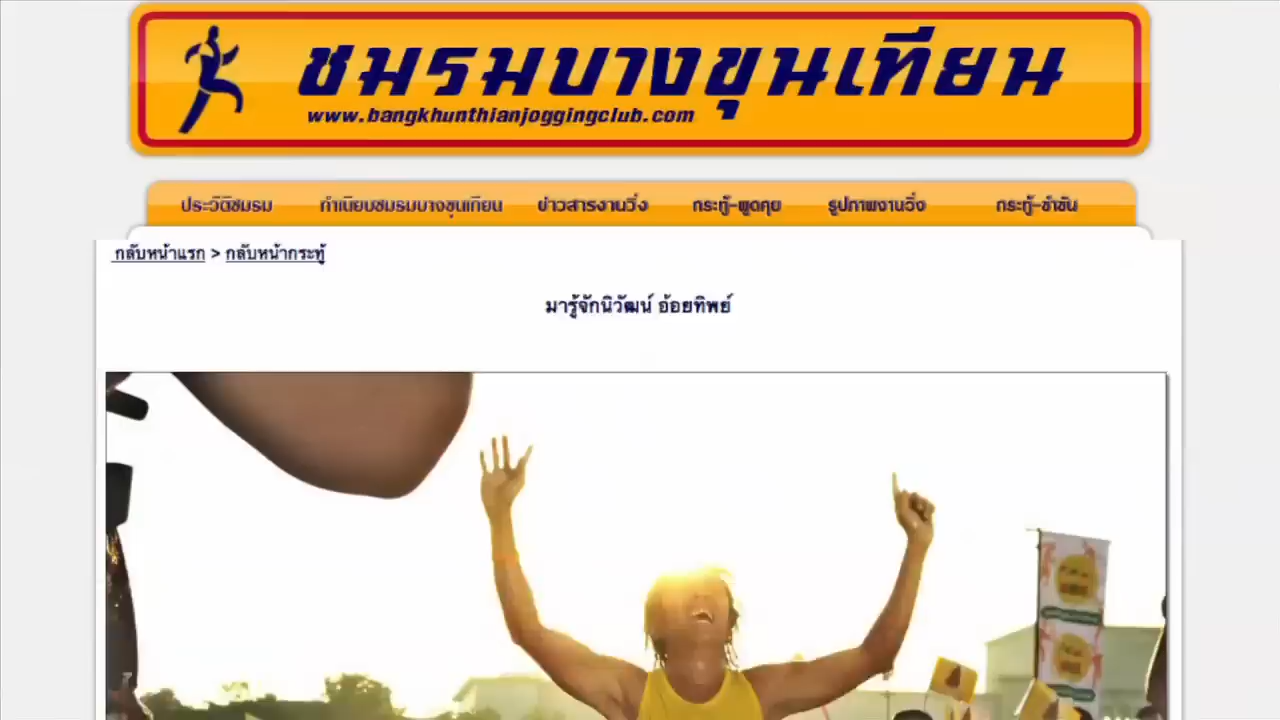 ชมรมบางขุนเทียน
www.bangkhunthianjoggingclub.com
ประวัติชมรม ทำเนียบชมรมบางขุนเทียน ข่าวสารงานวิ่ง กระทู้-พูดคุย รูปภาพงานวิ่ง กระทู้-ขำขัน
กลับหน้าแรก > กลับหน้ากระทู้
มารู้จักนิวัฒน์ อ้อยทิพย์